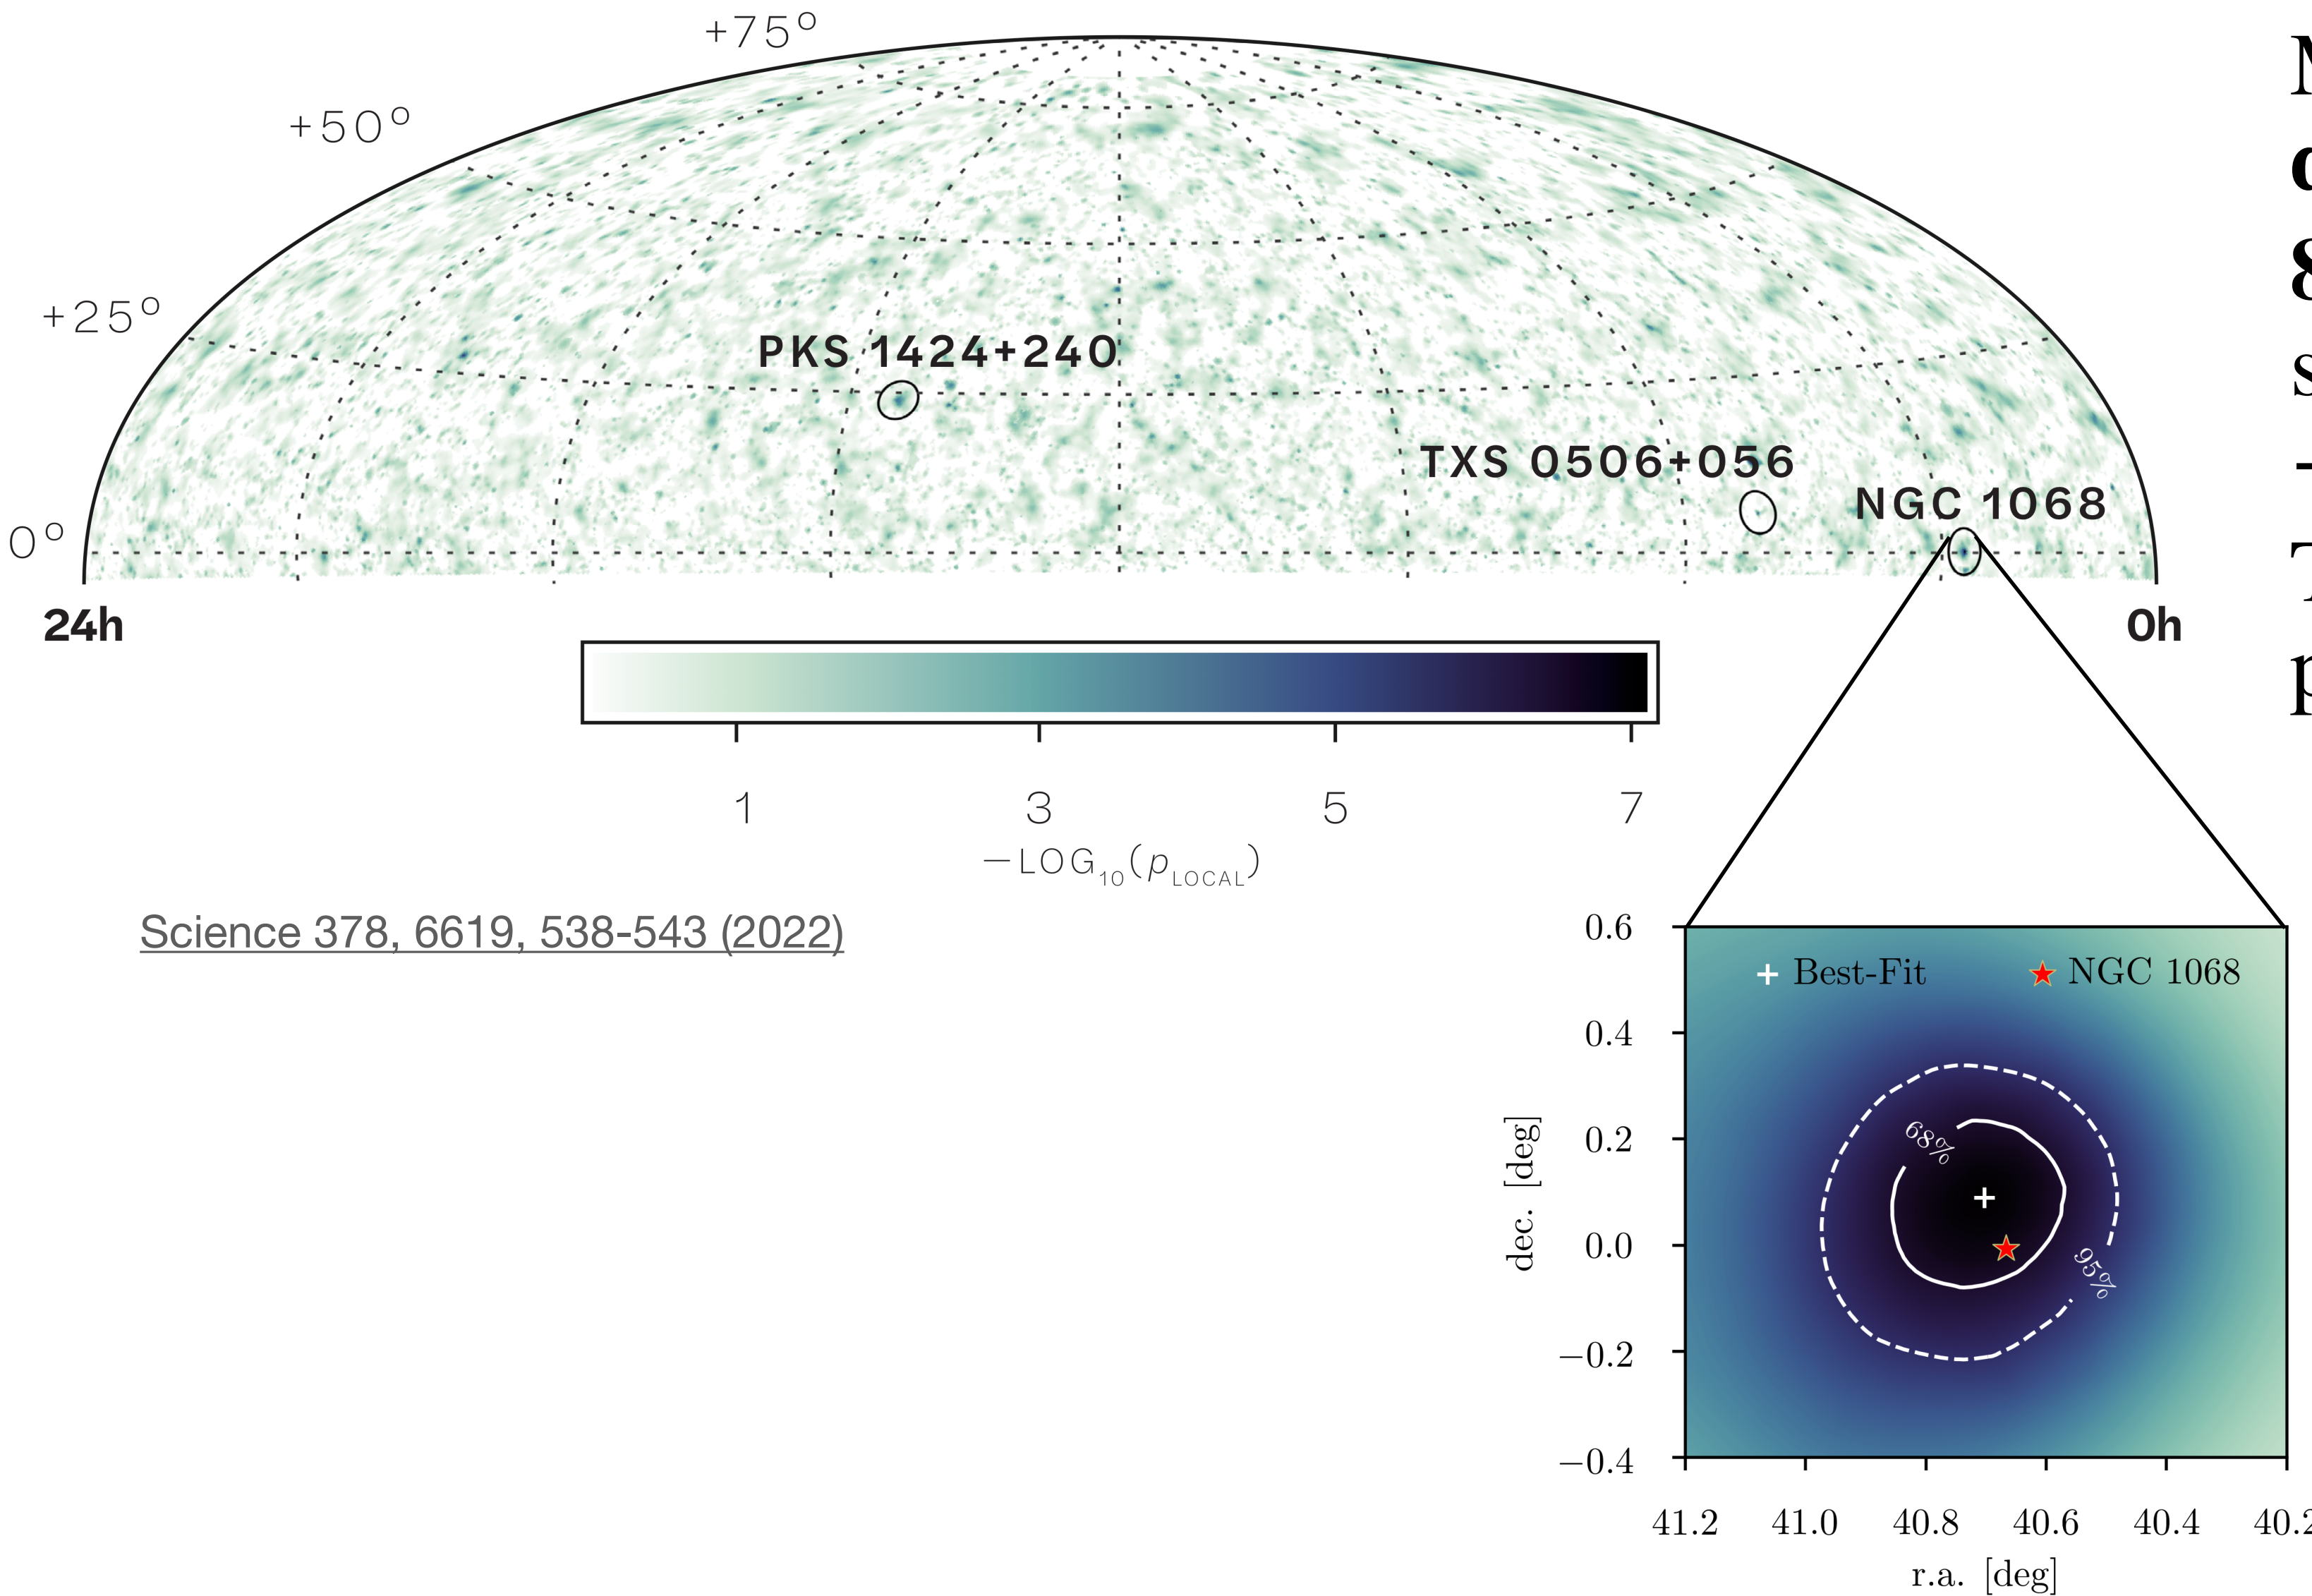 +75°
+50°
+25°
0°
PKS 1424+240
TXS 0506+056
NGC 1068
24h
0h
1 3 5 7
−LOG10(pLOCAL)
Science 378, 6619, 538-543 (2022)
Best-Fit
NGC 1068
68%
95%
0.6
0.4
0.2
0.0
−0.2
−0.4
dec. [deg]
41.2 41.0 40.8 40.6 40.4 40.2
r.a. [deg]